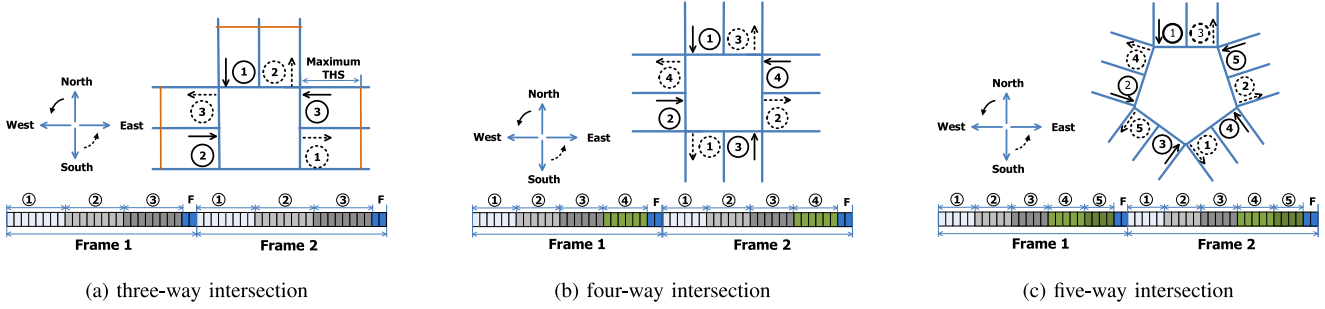 ① ② Maximum THS
North
③ ③
West East
South
② ①
① ② ③ F ① ② ③ F
Frame 1 Frame 2
(a) three-way intersection
① ③
North
④ ④
West East
② ②
South
① ③
① ② ③ ④ F ① ② ③ ④ F
Frame 1 Frame 2
(b) four-way intersection
① ③
④ ⑤
North
② ②
West East
⑤ ④
South
③ ①
① ② ③ ④ ⑤ F ① ② ③ ④ ⑤ F
Frame 1 Frame 2
(c) five-way intersection